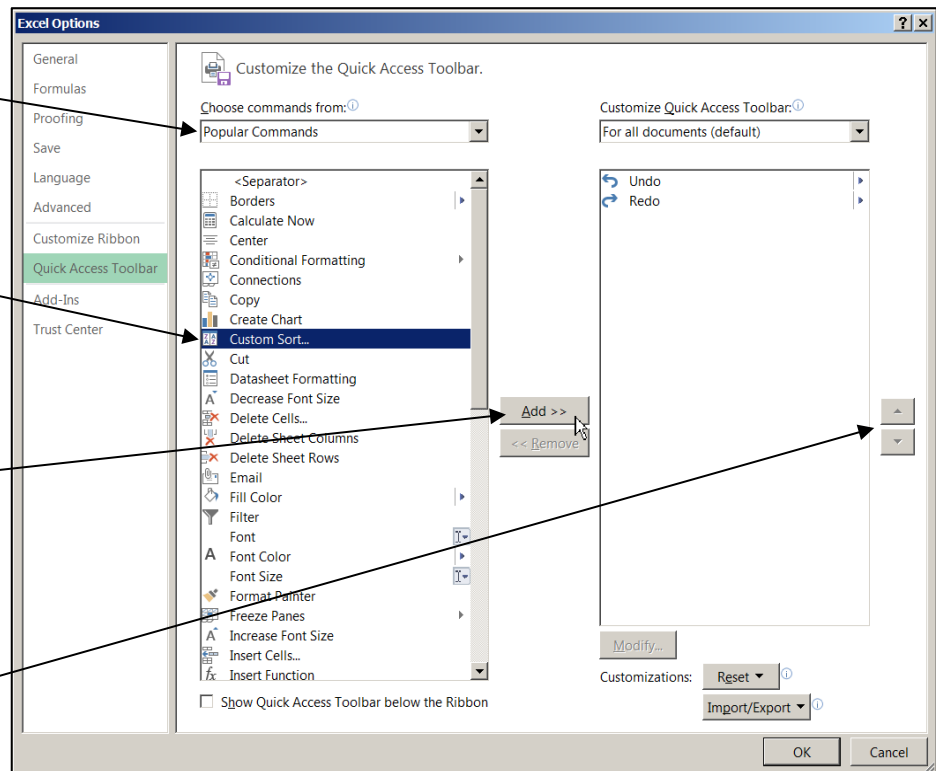 Excel Options
General
Formulas
Proofing
Save
Language
Advanced
Customize Ribbon
Quick Access Toolbar
Add-Ins
Trust Center
Customize the Quick Access Toolbar.
Choose commands from:
Popular Commands
<Separator>
Borders
Calculate Now
Center
Conditional Formatting
Connections
Copy
Create Chart
Custom Sort...
Cut
Datasheet Formatting
Decrease Font Size
Delete Cells...
Delete Sheet Columns
Delete Sheet Rows
Email
Fill Color
Filter
Font
Font Color
Font Size
Format Painter
Freeze Panes
Increase Font Size
Insert Cells...
Insert Function
Show Quick Access Toolbar below the Ribbon
Add >>
<< Remove
Customize Quick Access Toolbar:
For all documents (default)
Undo
Redo
Modify...
Customizations: Reset
Import/Export
OK Cancel